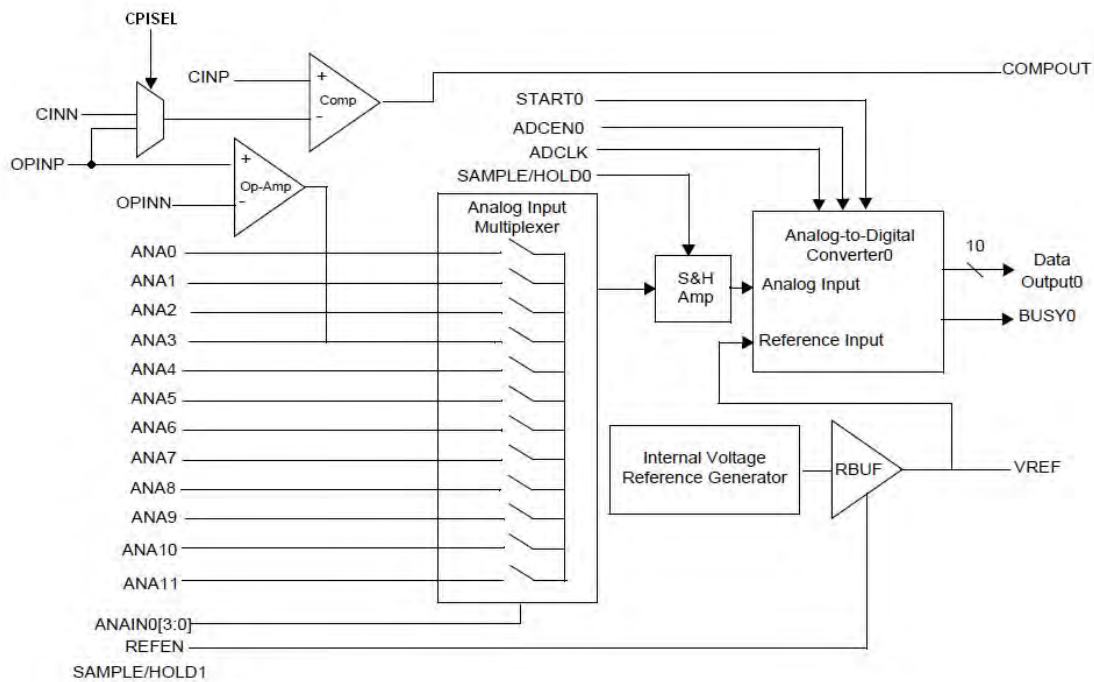 CPISEL
CINP
+
Comp
-
COMPOUT
CINN
START0
ADCEN0
OPINP
+
Op-Amp
-
ADCLK
SAMPLE/HOLD0
OPINN
Analog Input
Multiplexer
Analog-to-Digital
Converter0
10
Data
Output0
ANA0
ANA1
S&H
Amp
Analog Input
ANA2
BUSY0
ANA3
Reference Input
ANA4
ANA5
ANA6
ANA7
Internal Voltage
Reference Generator
RBUF
VREF
ANA8
ANA9
ANA10
ANA11
ANAIN0[3:0]
REFEN
SAMPLE/HOLD1